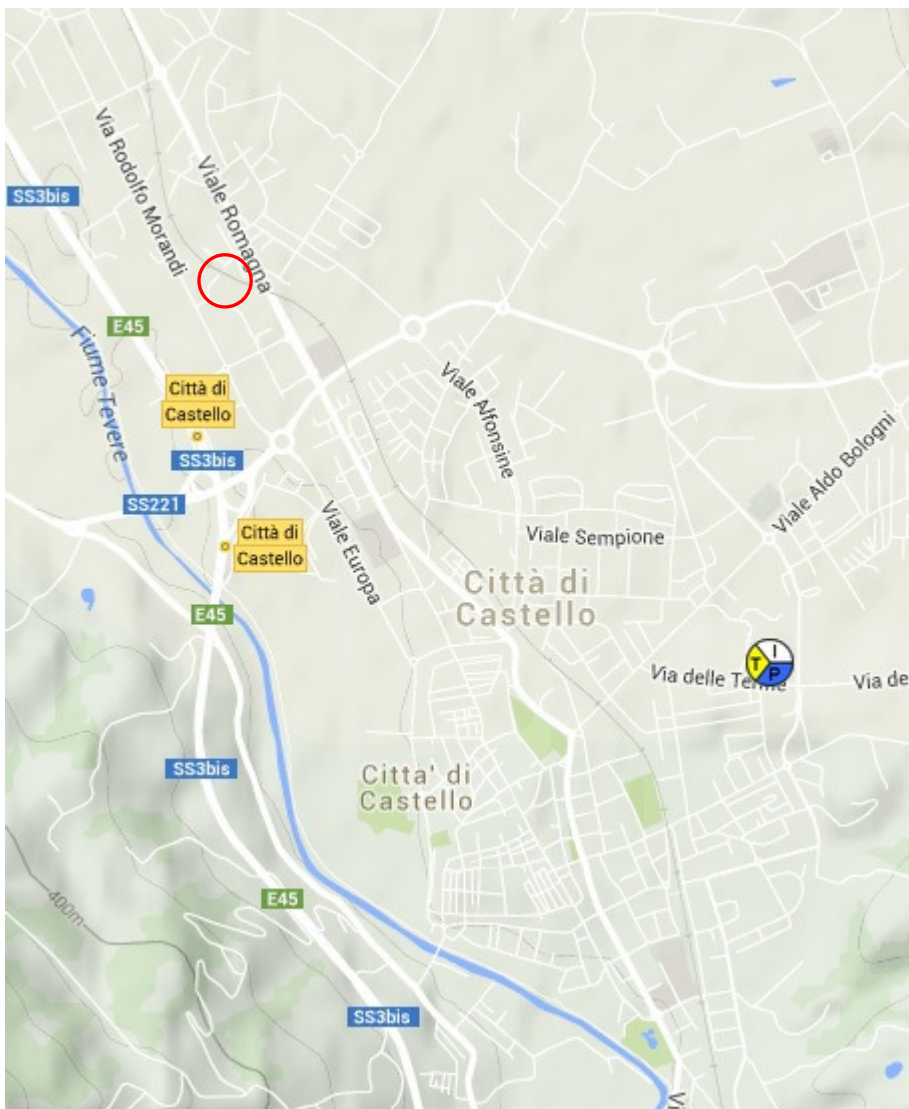 Via Rodolfo Morandi
Viale Romagna
SS3bis
E45
Fiume Tevere
Città di
Castello
SS3bis
SS221
Città di
Castello
Viale Alfonsine
Viale Aldo Bologni
Viale Sempione
Viale Europa
Città di
Castello
E45
I
T
P
Via delle Terme
Via de
SS3bis
Citta' di
Castello
E45
400m
SS3bis
Vi